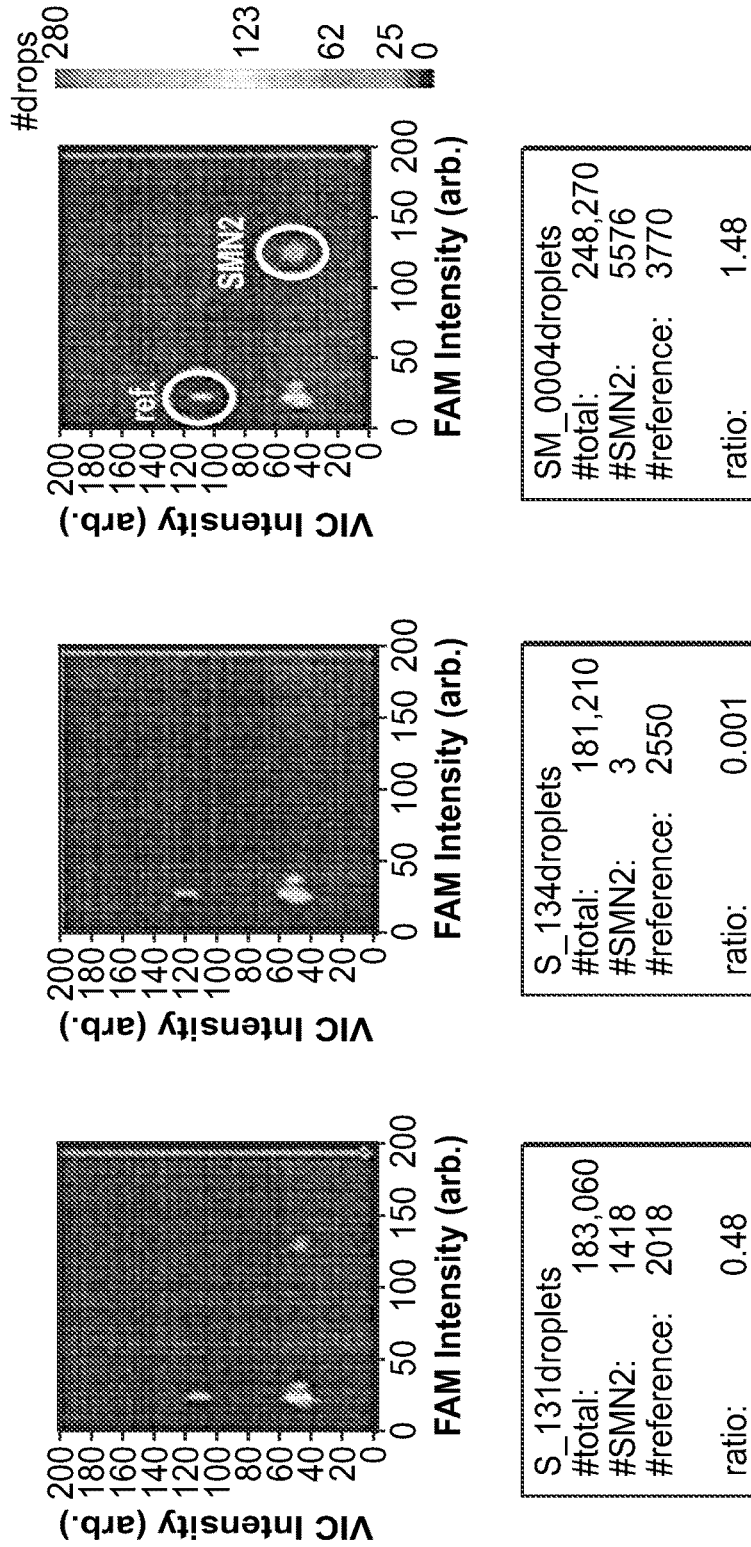 200
180
160
140
120
100
80
60
40
20
0
VIC Intensity (arb.)
0 50 100 150 200
FAM Intensity (arb.)
S_131droplets
#total: 183,060
#SMN2: 1418
#reference: 2018
ratio: 0.48
200
180
160
140
120
100
80
60
40
20
0
VIC Intensity (arb.)
0 50 100 150 200
FAM Intensity (arb.)
S_134droplets
#total: 181,210
#SMN2: 3
#reference: 2550
ratio: 0.001
200
180
160
140
120
100
80
60
40
20
0
VIC Intensity (arb.)
ref.
SMN2
0 50 100 150 200
FAM Intensity (arb.)
#drops
280
123
62
25
0
SM_0004droplets
#total: 248,270
#SMN2: 5576
#reference: 3770
ratio: 1.48